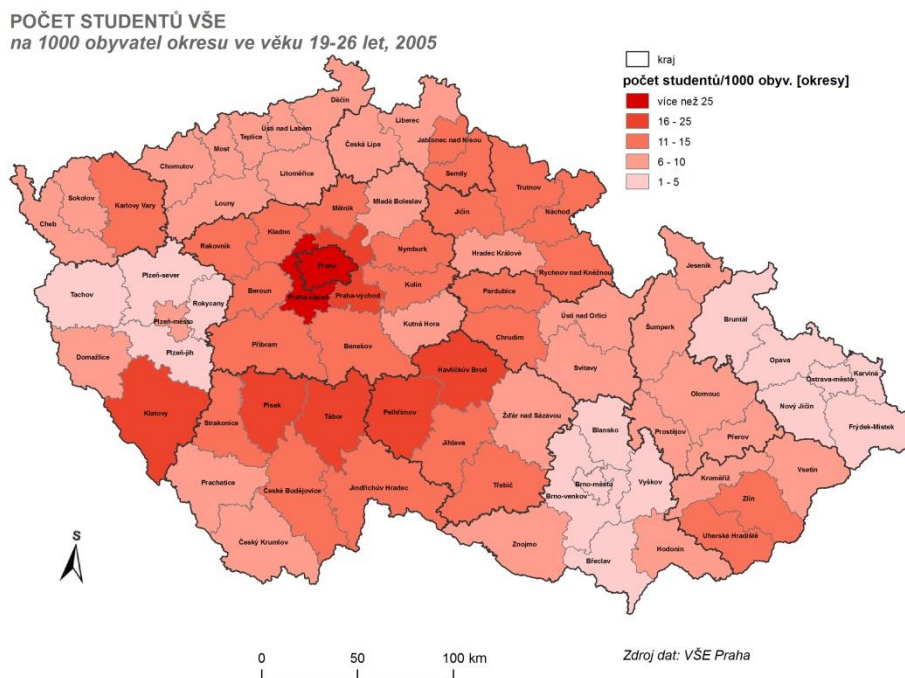 POČET STUDENTŮ VŠE
na 1000 obyvatel okresu ve věku 19-26 let, 2005
kraj
počet studentů/1000 obyv. [okresy]
více než 25
16 - 25
11 - 15
6 - 10
1 - 5
Děčín
Liberec
Ústí nad Labem
Teplice
Jablonec nad Nisou
Most
Česká Lípa
Chomutov
Litoměřice
Semily
Trutnov
Sokolov
Karlovy Vary
Louny
Mělník
Mladá Boleslav
Jičín
Náchod
Cheb
Kladno
Rakovník
Nymburk
Hradec Králové
Praha
Rychnov nad Kněžnou
Jeseník
Plzeň-sever
Tachov
Rokycany
Beroun
Praha-západ
Praha-východ
Kolín
Pardubice
Plzeň-město
Kutná Hora
Ústí nad Orlicí
Bruntál
Šumperk
Chrudim
Příbram
Benešov
Plzeň-jih
Domažlice
Opava
Svitavy
Havlíčkův Brod
Karviná
Ostrava-město
Olomouc
Nový Jičín
Klatovy
Písek
Tábor
Pelhřimov
Žďár nad Sázavou
Frýdek-Místek
Strakonice
Blansko
Prostějov
Přerov
Jihlava
Vsetín
Prachatice
České Budějovice
Jindřichův Hradec
Třebíč
Brno-město
Brno-venkov
Vyškov
Kroměříž
Zlín
Uherské Hradiště
Český Krumlov
Znojmo
Břeclav
Hodonín
S
0 50 100 km
Zdroj dat: VŠE Praha